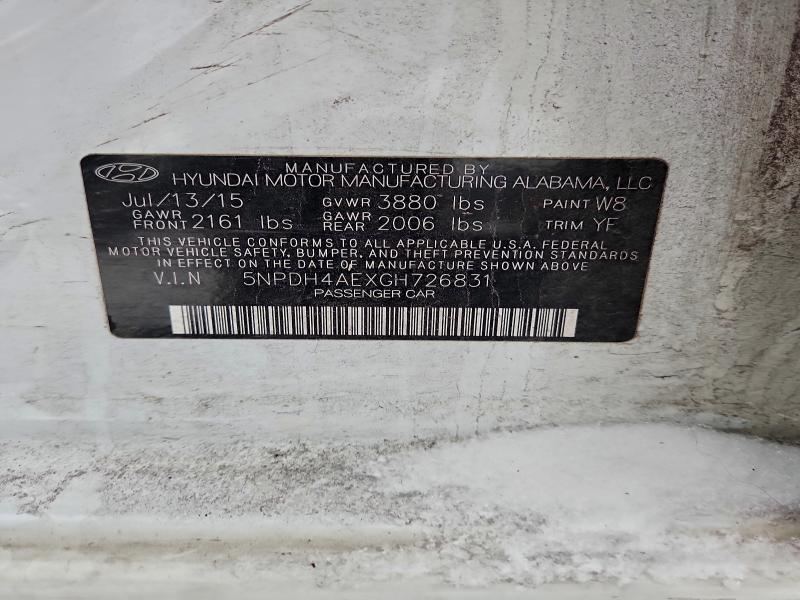 MANUFACTURED BY
HYUNDAI MOTOR MANUFACTURING ALABAMA, LLC
Jul/13/15 GVWR 3880 lbs PAINT W8
GAWR FRONT 2161 lbs GAWR REAR 2006 lbs TRIM YF
THIS VEHICLE CONFORMS TO ALL APPLICABLE U.S.A. FEDERAL
MOTOR VEHICLE SAFETY, BUMPER, AND THEFT PREVENTION STANDARDS
IN EFFECT ON THE DATE OF MANUFACTURE SHOWN ABOVE.
V.I.N 5NPDH4AEXGH726831
PASSENGER CAR